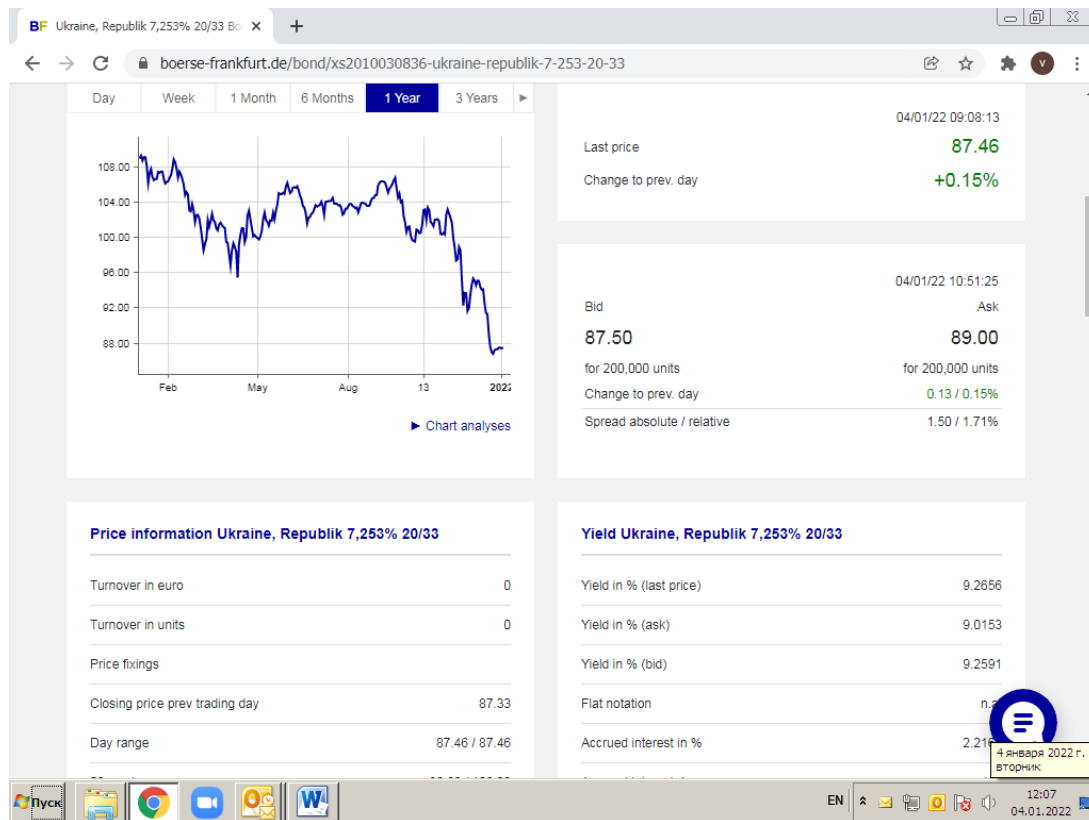 BF Ukraine, Republik 7,253% 20/33 Bo
boerse-frankfurt.de/bond/xs2010030836-ukraine-republik-7-253-20-33
V
Day Week 1 Month 6 Months 1 Year 3 Years
108.00
104.00
100.00
96.00
92.00
88.00
Feb May Aug 13 2022
Chart analyses
04/01/22 09:08:13
Last price 87.46
Change to prev. day +0.15%
04/01/22 10:51:25
Bid Ask
87.50 89.00
for 200,000 units for 200,000 units
Change to prev. day 0.13 / 0.15%
Spread absolute / relative 1.50 / 1.71%
Price information Ukraine, Republik 7,253% 20/33
Turnover in euro 0
Turnover in units 0
Price fixings
Closing price prev trading day 87.33
Day range 87.46 / 87.46
Yield Ukraine, Republik 7,253% 20/33
Yield in % (last price) 9.2656
Yield in % (ask) 9.0153
Yield in % (bid) 9.2591
Flat notation n.a
Accrued interest in % 2.216
4 января 2022 г.
вторник
Пуск
EN
12:07
04.01.2022